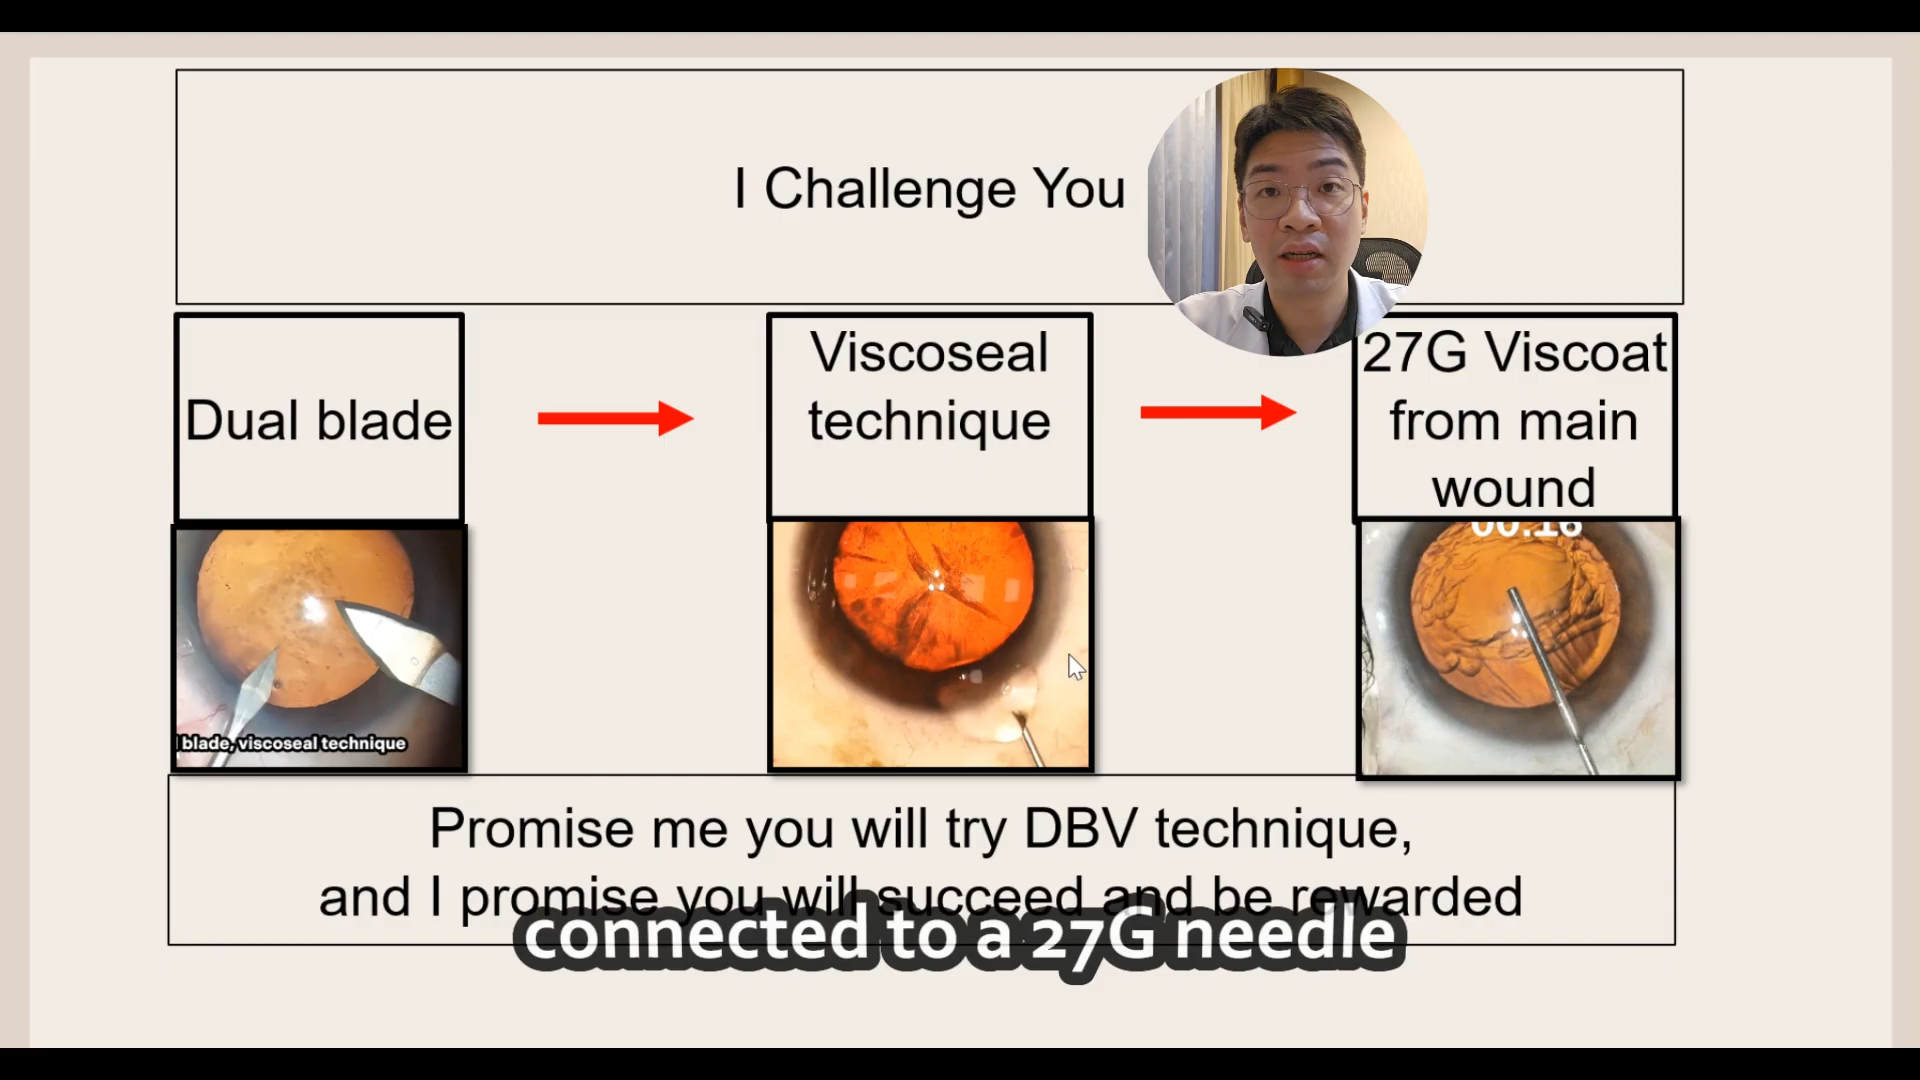 I Challenge You
Dual blade
Viscoseal
technique
27G Viscoat
from main
wound
blade, viscoseal technique
Promise me you will try DBV technique,
and I promise you will succeed and be rewarded
connected to a 27G needle